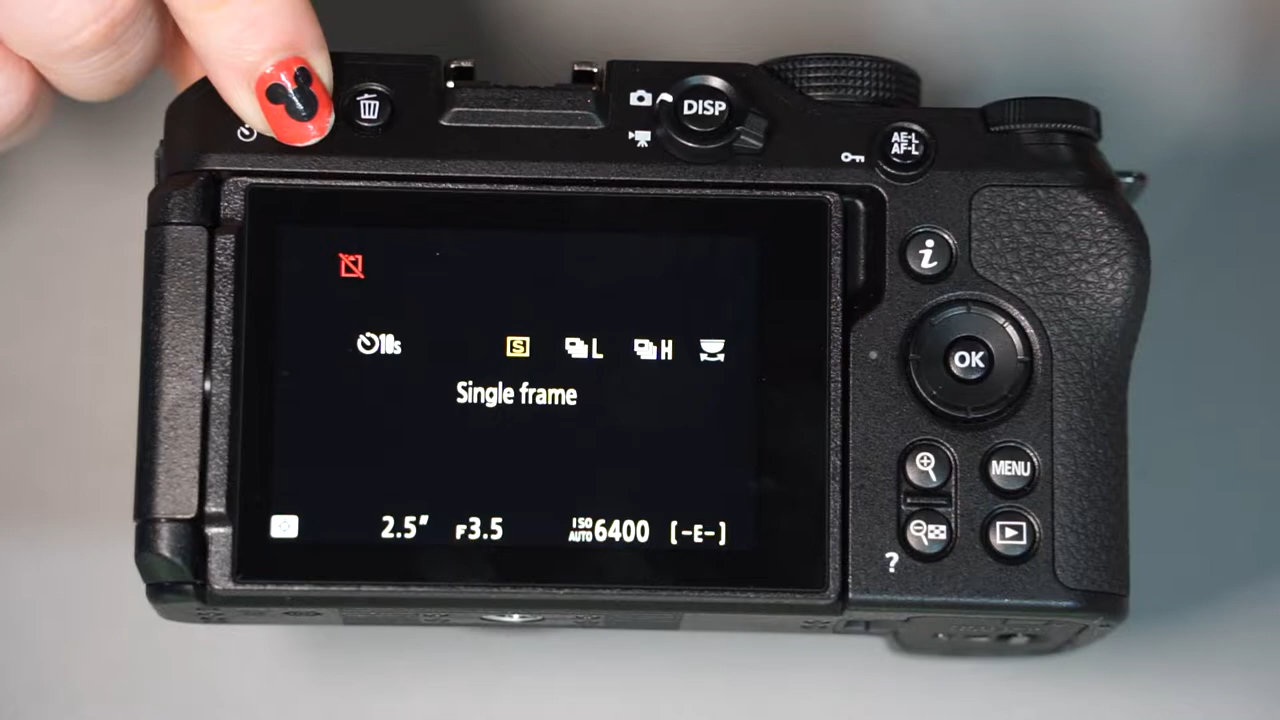 DISP
AE-L
AF-L
i
10s
S
L
H
Single frame
OK
MENU
2.5"
F3.5
ISO
AUTO 6400
[-E-]
?